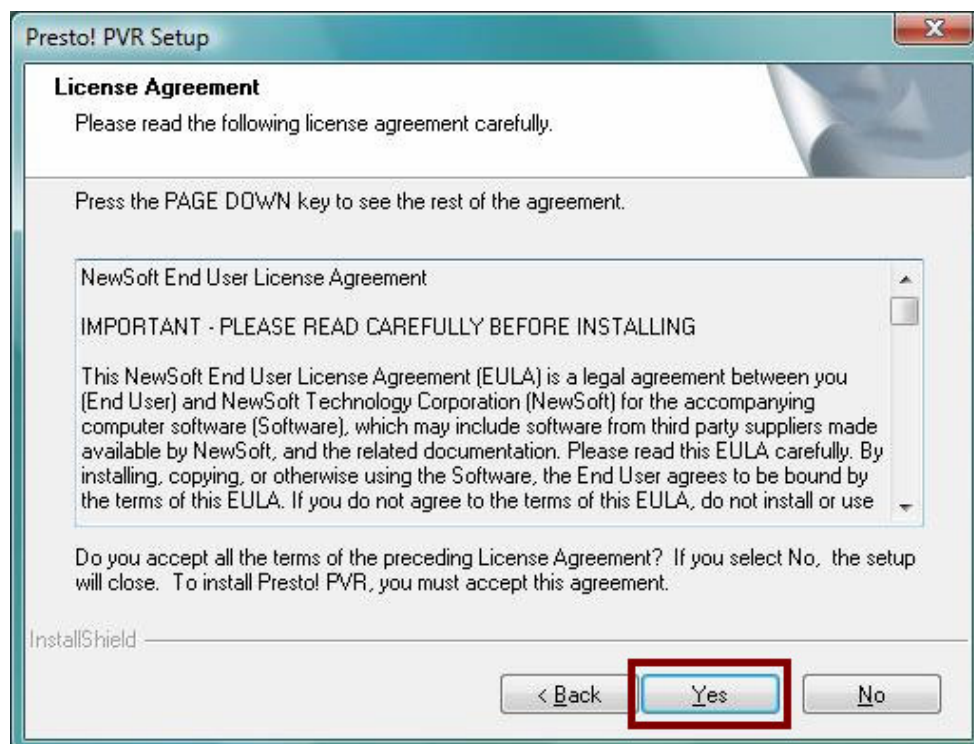 Presto! PVR Setup
License Agreement
Please read the following license agreement carefully.
Press the PAGE DOWN key to see the rest of the agreement.
NewSoft End User License Agreement
IMPORTANT - PLEASE READ CAREFULLY BEFORE INSTALLING
This NewSoft End User License Agreement (EULA) is a legal agreement between you
(End User) and NewSoft Technology Corporation (NewSoft) for the accompanying
computer software (Software), which may include software from third party suppliers made
available by NewSoft, and the related documentation. Please read this EULA carefully. By
installing, copying, or otherwise using the Software, the End User agrees to be bound by
the terms of this EULA. If you do not agree to the terms of this EULA, do not install or use
Do you accept all the terms of the preceding License Agreement? If you select No, the setup
will close. To install Presto! PVR, you must accept this agreement.
InstallShield
< Back Yes No